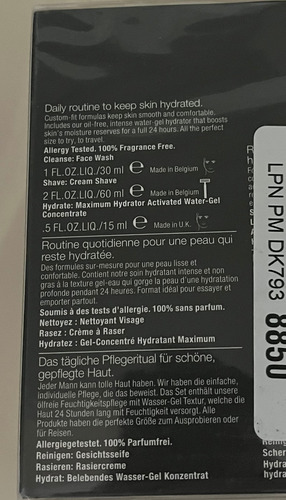 Daily routine to keep skin hydrated.
Custom-fit formulas keep skin smooth and comfortable.
Includes our oil-free, intense water-gel hydrator that boosts
skin's moisture reserves for a full 24 hours. All the perfect
size to try, to travel.
Allergy Tested. 100% Fragrance Free.
Cleanse: Face Wash
1 FL.OZ.LIQ./30 ml e Made in Belgium
Shave: Cream Shave
2 FL.OZ.LIQ./60 ml e Made in Belgium
Hydrate: Maximum Hydrator Activated Water-Gel
Concentrate
.5 FL.OZ.LIQ./15 ml e Made in U.K.
Routine quotidienne pour une peau qui
reste hydratée.
Des formules sur-mesure pour une peau lisse et
confortable. Contient notre soin hydratant intense et non
gras à la texture gel-eau qui gorge la peau d'une hydratation
profonde pendant 24 heures. Format idéal pour essayer et
emporter partout.
Soumis à des tests d'allergie. 100% sans parfum.
Nettoyez : Nettoyant Visage
Rasez : Crème à Raser
Hydratez : Gel-Concentré Hydratant Maximum
Das tägliche Pflegeritual für schöne,
gepflegte Haut.
Jeder Mann kann tolle Haut haben. Wir haben die einfache,
individuelle Pflege, die das beweist. Das Set enthält unsere
ölfreie Feuchtigkeitspflege mit Wasser-Gel Textur, welche die
Haut 24 Stunden lang mit Feuchtigkeit versorgt. Alle
Produkte haben die perfekte Größe zum Ausprobieren oder
für Reisen.
Allergiegetestet. 100% Parfumfrei.
Reinigen: Gesichtsseife
Rasieren: Rasiercreme
Hydrat: Belebendes Wasser-Gel Konzentrat
LPN PM DK793 8850
Scher
Hydra
hydra